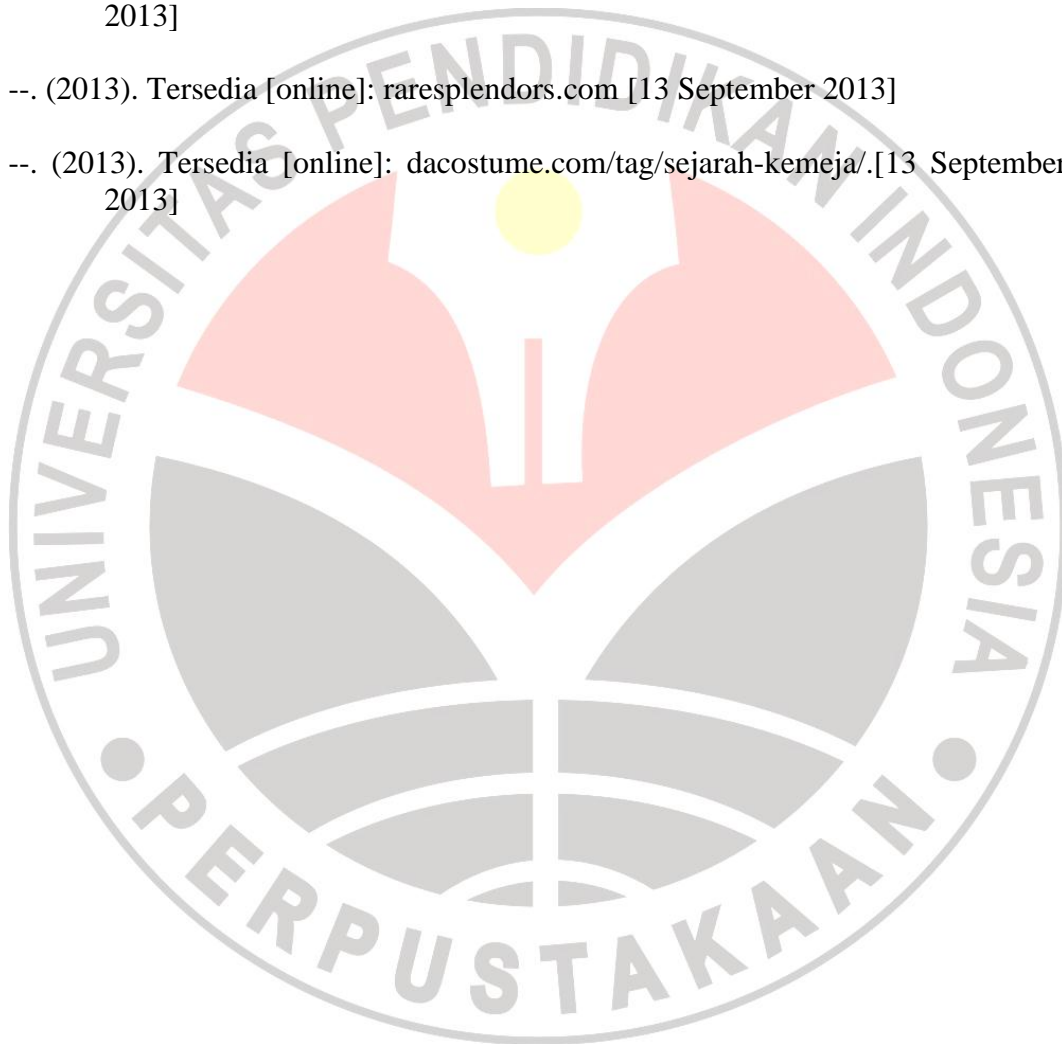 2013]
--. (2013). Tersedia [online]: raresplendors.com [13 September 2013]
--. (2013). Tersedia [online]: dacostume.com/tag/sejarah-kemeja/.[13 September
2013]
UNIVERSITAS PENDIDIKAN INDONESIA
PERPUSTAKAAN